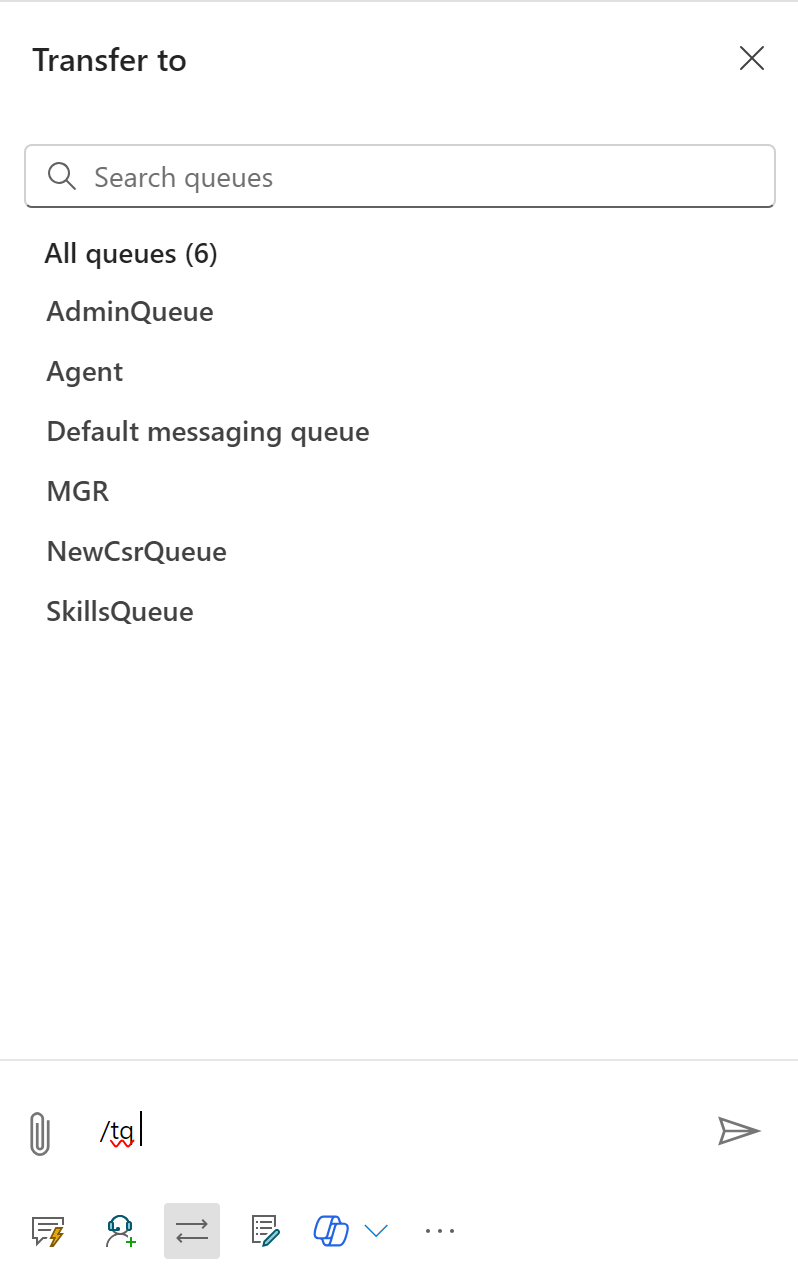 Transfer to
Search queues
All queues (6)
AdminQueue
Agent
Default messaging queue
MGR
NewCsrQueue
SkillsQueue
/tq